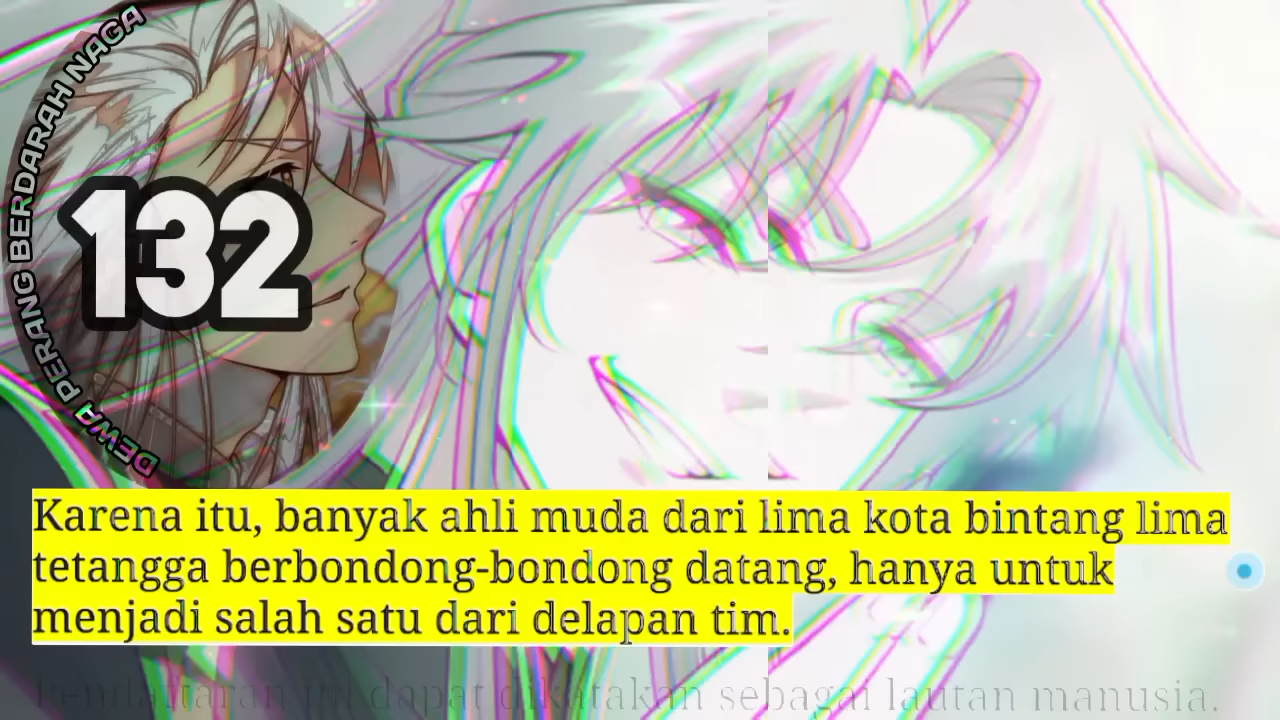 DEWA PERANG BERDARAH NAGA
132
Karena itu, banyak ahli muda dari lima kota bintang lima
tetangga berbondong-bondong datang, hanya untuk
menjadi salah satu dari delapan tim.
Pendaftaran ini dapat dikatakan sebagai lautan manusia.